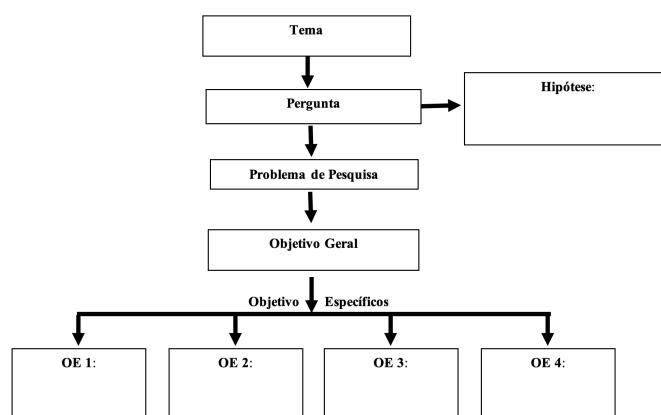 Tema
Pergunta
Hipótese:
Problema de Pesquisa
Objetivo Geral
Objetivo Específicos
OE 1:
OE 2:
OE 3:
OE 4: